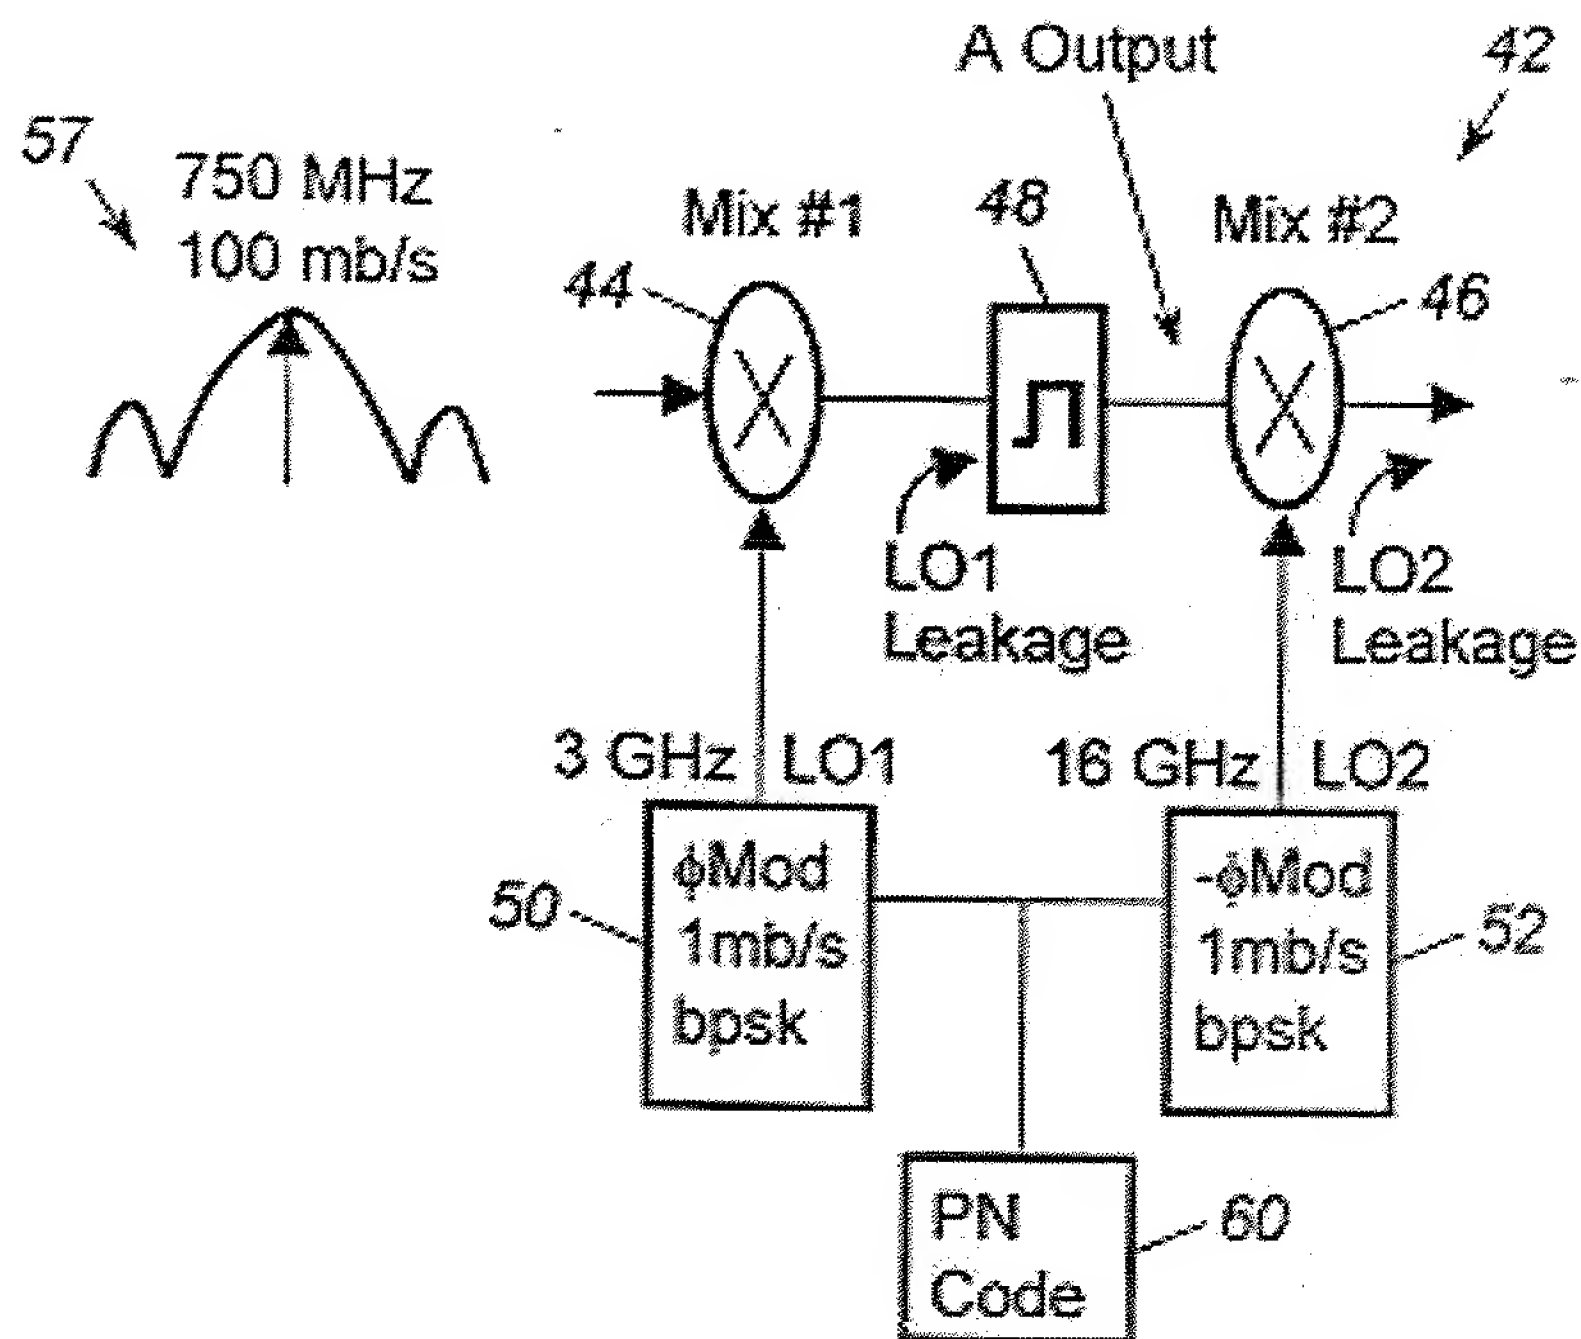 A Output
42
57
750 MHz
100 mb/s
Mix #1
48
Mix #2
44
46
LO1
Leakage
LO2
Leakage
3 GHz LO1
16 GHz LO2
ϕMod
1mb/s
bpsk
50
-ϕMod
1mb/s
bpsk
52
PN
Code
60